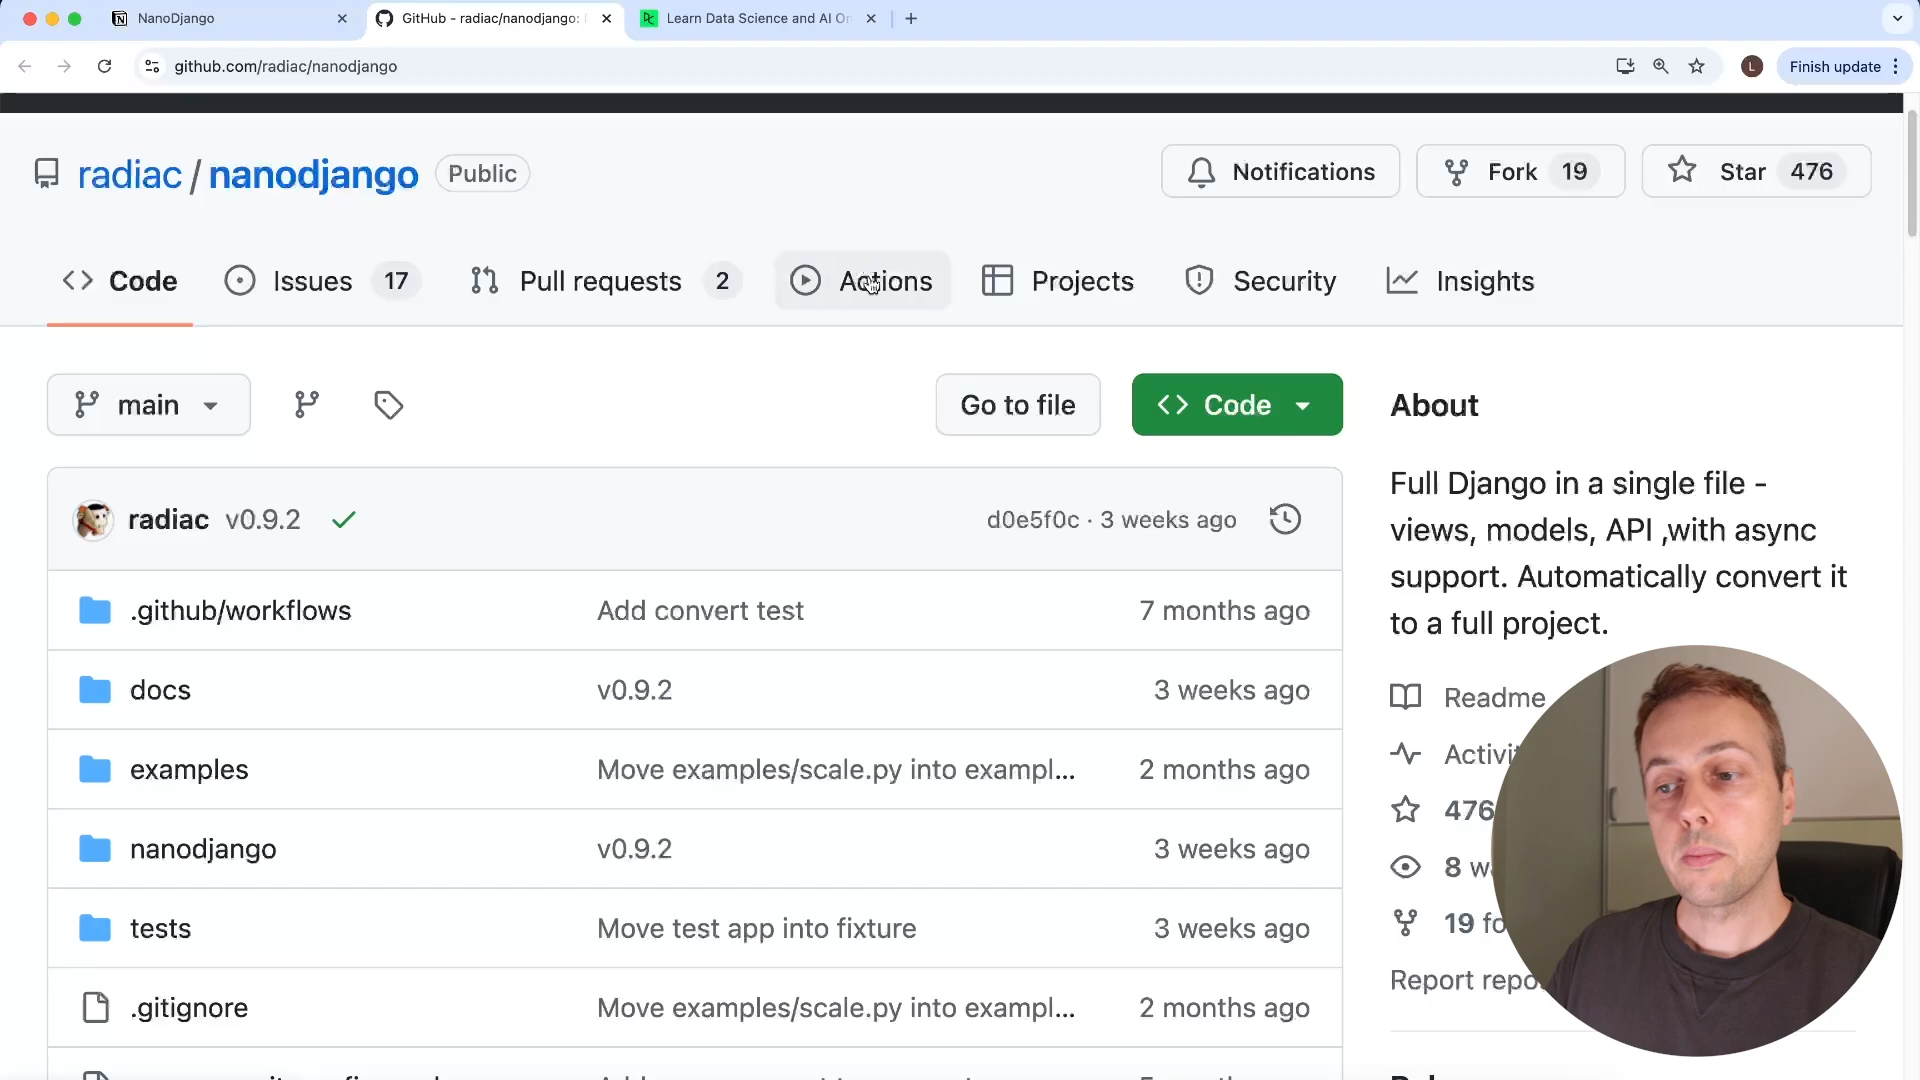 NanoDjango
GitHub - radiac/nanodjango:
Learn Data Science and AI On
github.com/radiac/nanodjango
L
Finish update
radiac / nanodjango
Public
Notifications
Fork 19
Star 476
Code
Issues 17
Pull requests 2
Actions
Projects
Security
Insights
main
Go to file
Code
About
Full Django in a single file -
views, models, API ,with async
support. Automatically convert it
to a full project.
radiac v0.9.2
d0e5f0c · 3 weeks ago
.github/workflows Add convert test 7 months ago
docs v0.9.2 3 weeks ago
examples Move examples/scale.py into exampl... 2 months ago
nanodjango v0.9.2 3 weeks ago
tests Move test app into fixture 3 weeks ago
.gitignore Move examples/scale.py into exampl... 2 months ago
Readme
Activit
476
8 w
19 fo
Report repo